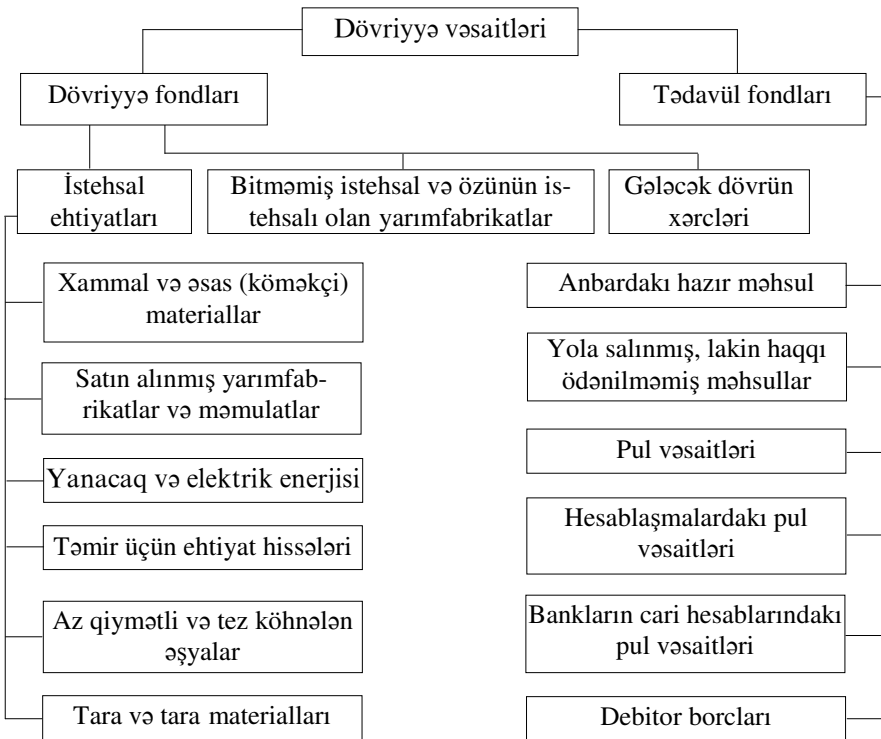 Dövriyyə vəsaitləri
Dövriyyə fondları
Tədavül fondları
İstehsal
ehtiyatları
Bitməmiş istehsal və özünün is-
tehsalı olan yarımfabrikatlar
Gələcək dövrün
xərcləri
Xammal və əsas (köməkçi)
materiallar
Satın alınmış yarımfab-
rikatlar və məmulatlar
Yanacaq və elektrik enerjisi
Təmir üçün ehtiyat hissələri
Az qiymətli və tez köhnələn
əşyalar
Tara və tara materialları
Anbardakı hazır məhsul
Yola salınmış, lakin haqqı
ödənilməmiş məhsullar
Pul vəsaitləri
Hesablaşmalardakı pul
vəsaitləri
Bankların cari hesablarındakı
pul vəsaitləri
Debitor borcları